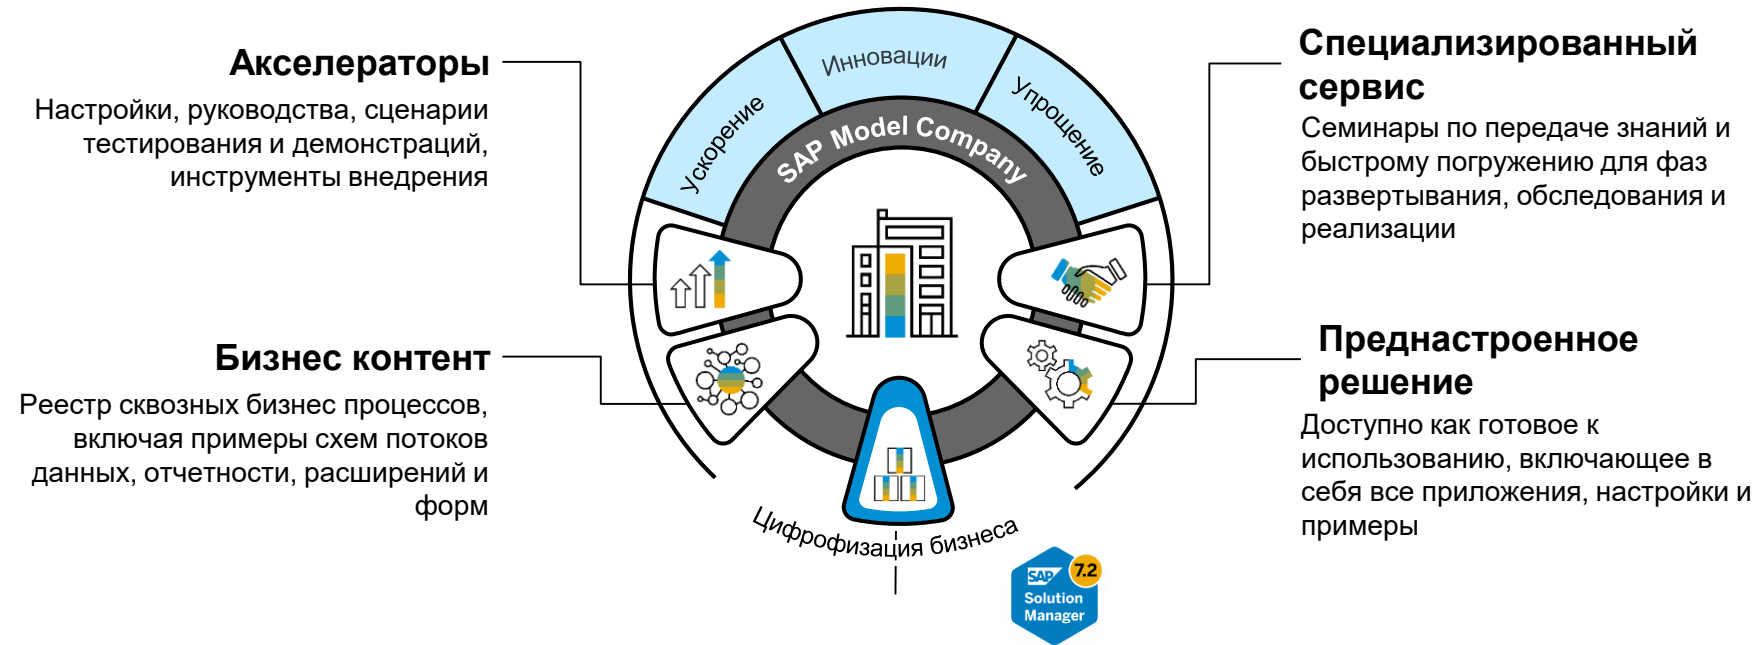 Акселераторы
Настройки, руководства, сценарии
тестирования и демонстраций,
инструменты внедрения
Бизнес контент
Реестр сквозных бизнес процессов,
включая примеры схем потоков
данных, отчетности, расширений и
форм
Ускорение
Инновации
Упрощение
SAP Model Company
Цифрофизация бизнеса
SAP 7.2
Solution
Manager
Специализированный
сервис
Семинары по передаче знаний и
быстрому погружению для фаз
развертывания, обследования и
реализации
Преднастроенное
решение
Доступно как готовое к
использованию, включающее в
себя все приложения, настройки и
примеры